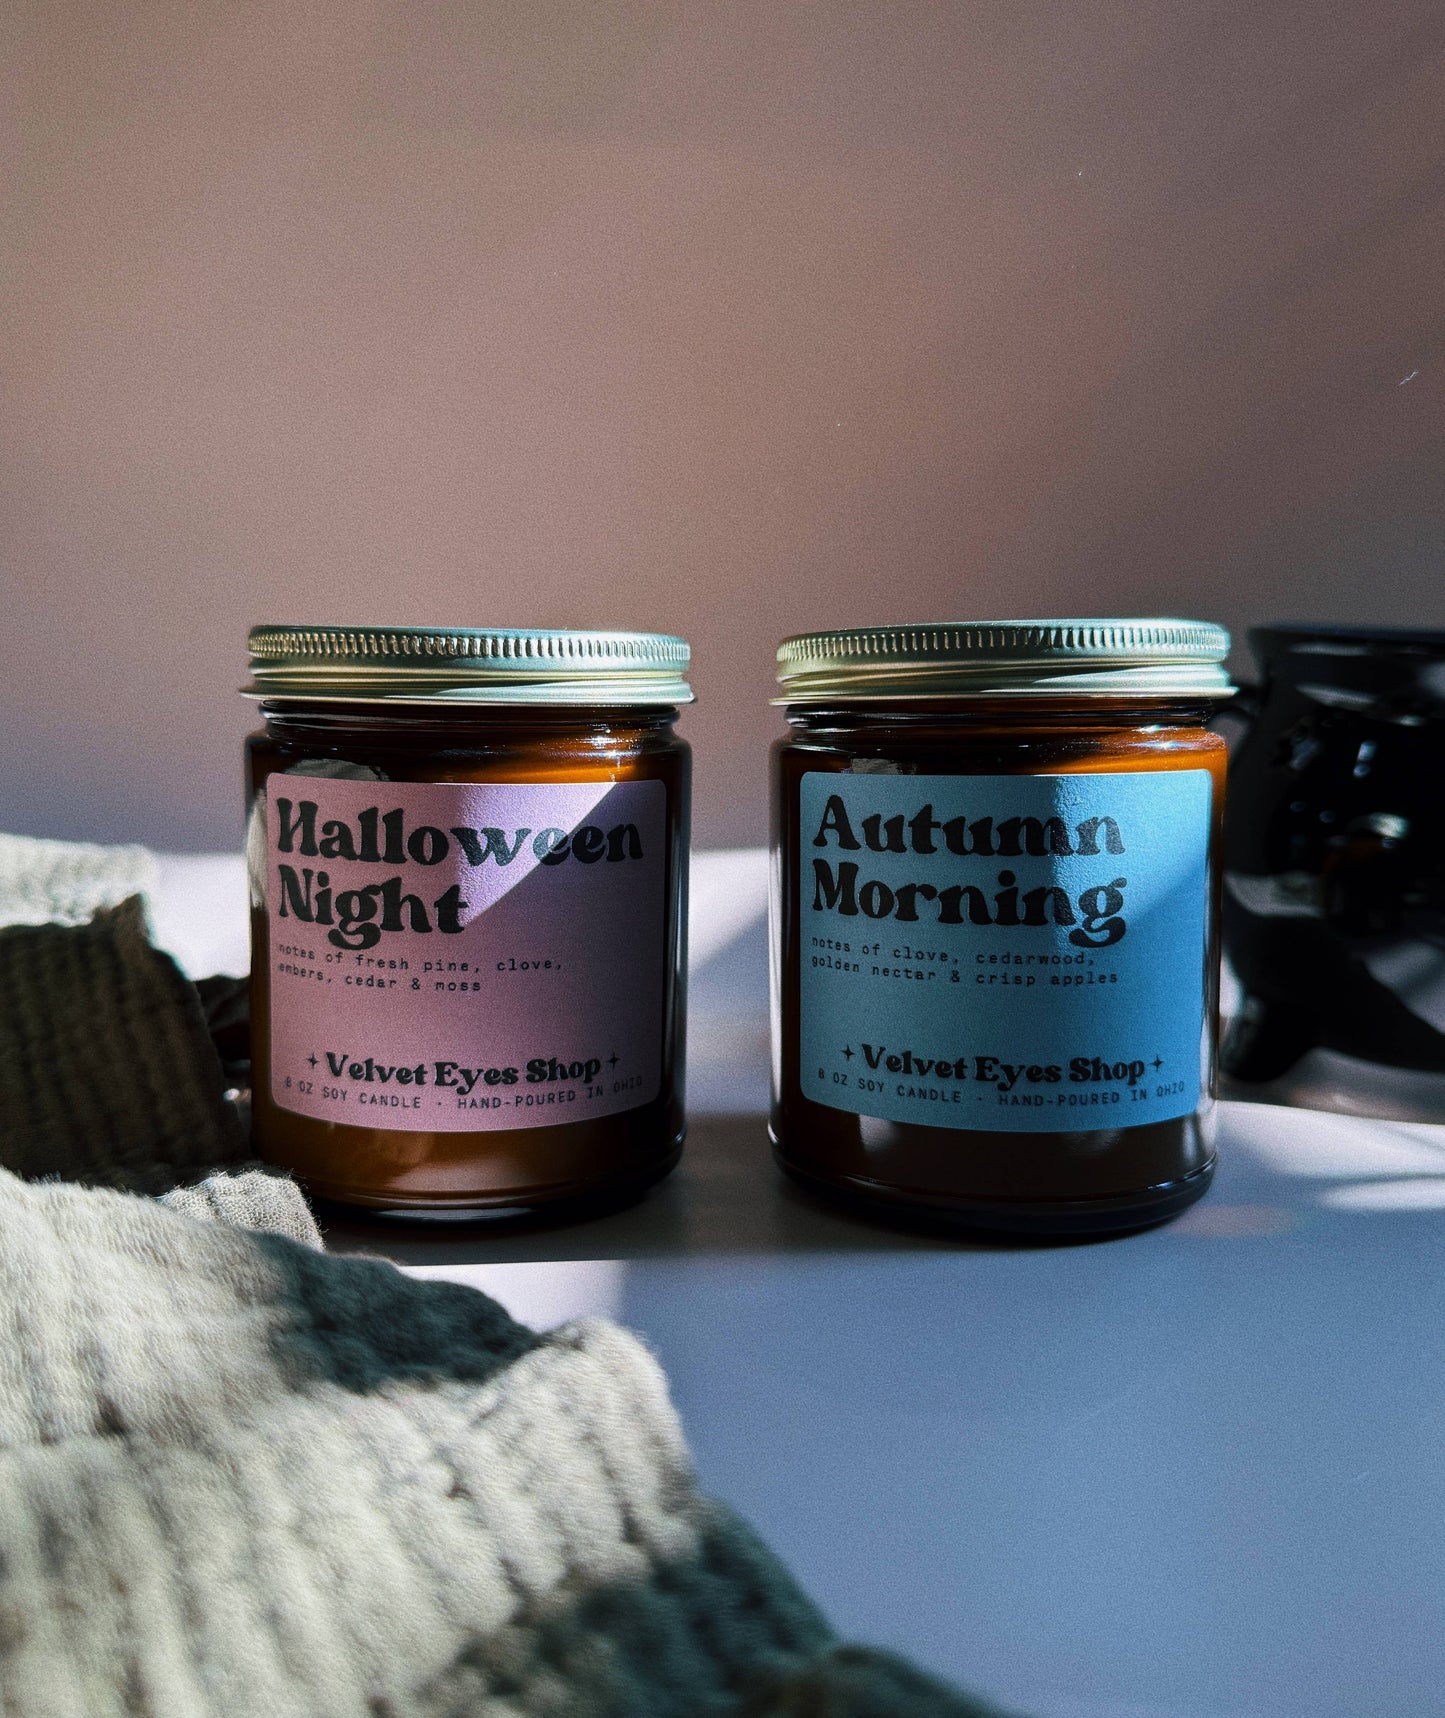 Halloween
Night
notes of fresh pine, clove,
embers, cedar & moss
✦ Velvet Eyes Shop ✦
8 OZ SOY CANDLE · HAND-POURED IN OHIO
Autumn
Morning
notes of clove, cedarwood,
golden nectar & crisp apples
✦ Velvet Eyes Shop ✦
8 OZ SOY CANDLE · HAND-POURED IN OHIO